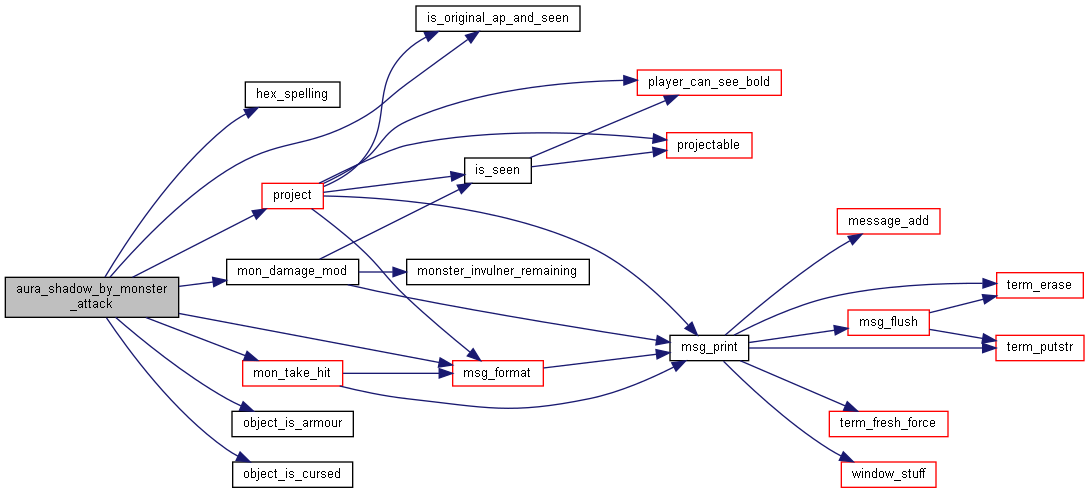 is_original_ap_and_seen
hex_spelling
player_can_see_bold
projectable
is_seen
project
message_add
mon_damage_mod
monster_invulner_remaining
term_erase
aura_shadow_by_monster
_attack
msg_flush
msg_print
term_putstr
mon_take_hit
msg_format
object_is_armour
term_fresh_force
object_is_cursed
window_stuff